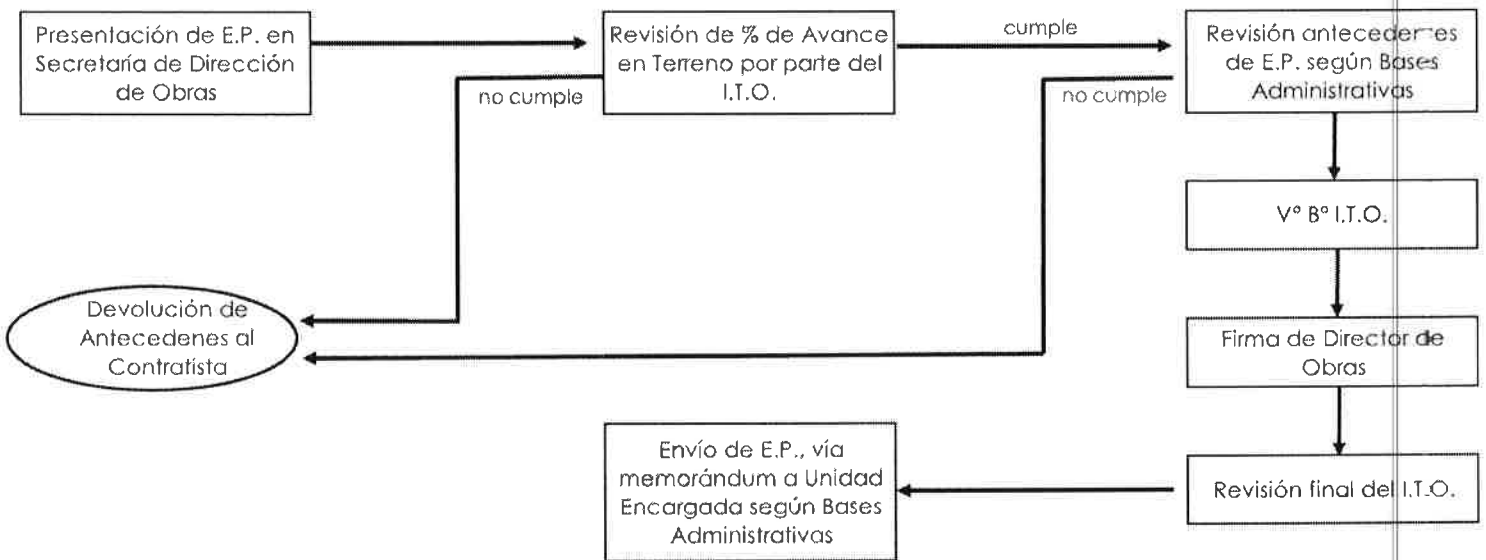 Presentación de E.P. en
Secretaría de Dirección
de Obras
Revisión de % de Avance
en Terreno por parte del
I.T.O.
cumple
no cumple
Revisión antecedentes
de E.P. según Bases
Administrativas
no cumple
Vº Bº I.T.O.
Devolución de
Antecedenes al
Contratista
Firma de Director de
Obras
Envío de E.P., vía
memorándum a Unidad
Encargada según Bases
Administrativas
Revisión final del I.T.O.